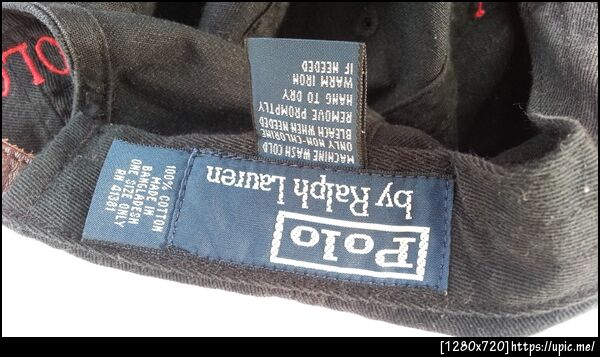 Polo
by Ralph Lauren
100% COTTON
MADE IN
BANGLADESH
ONE SIZE ONLY
RN 41381
MACHINE WASH COLD
ONLY NON-CHLORINE
BLEACH WHEN NEEDED
REMOVE PROMPTLY
HANG TO DRY
WARM IRON
IF NEEDED
OLO
[1280x720]https://upic.me/